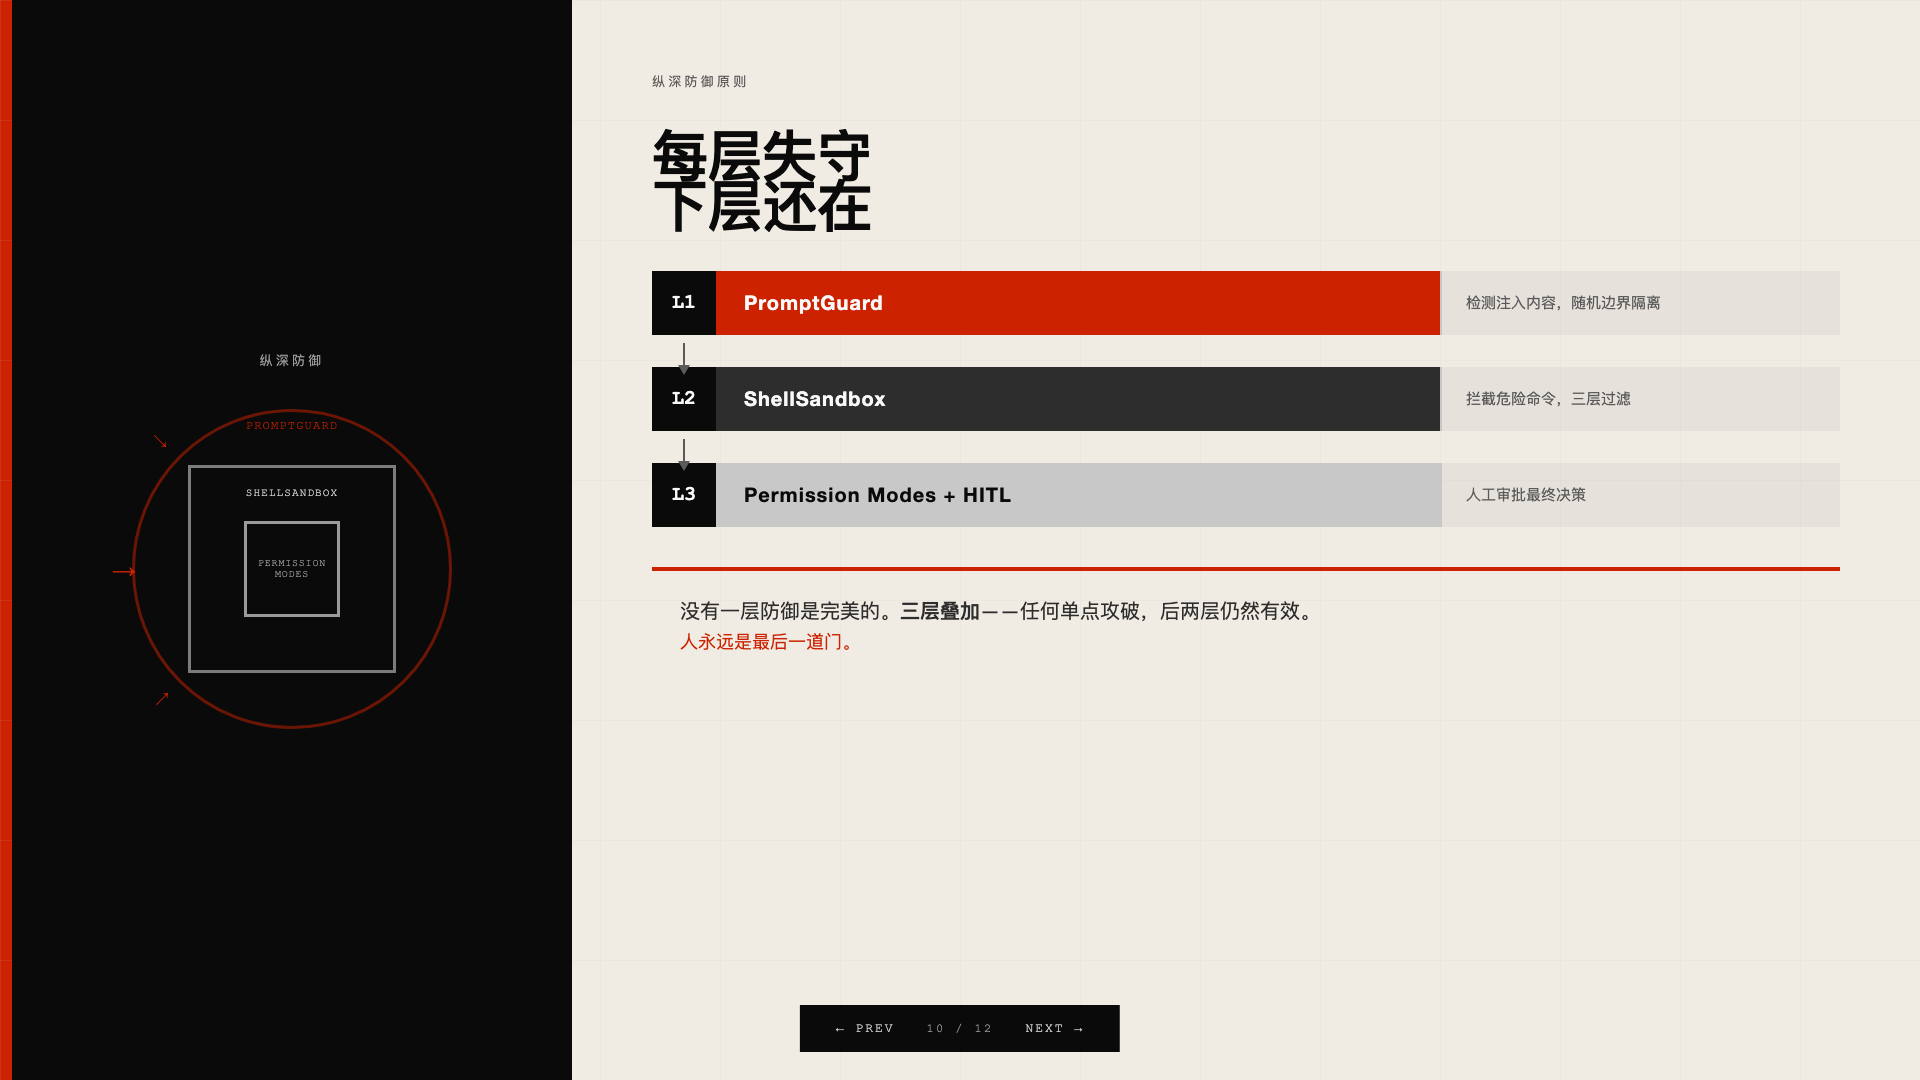 纵深防御
PROMPTGUARD
SHELLSANDBOX
PERMISSION
MODES
纵深防御原则
每层失守
下层还在
L1 PromptGuard 检测注入内容，随机边界隔离
L2 ShellSandbox 拦截危险命令，三层过滤
L3 Permission Modes + HITL 人工审批最终决策
没有一层防御是完美的。三层叠加——任何单点攻破，后两层仍然有效。
人永远是最后一道门。
← PREV 10 / 12 NEXT →